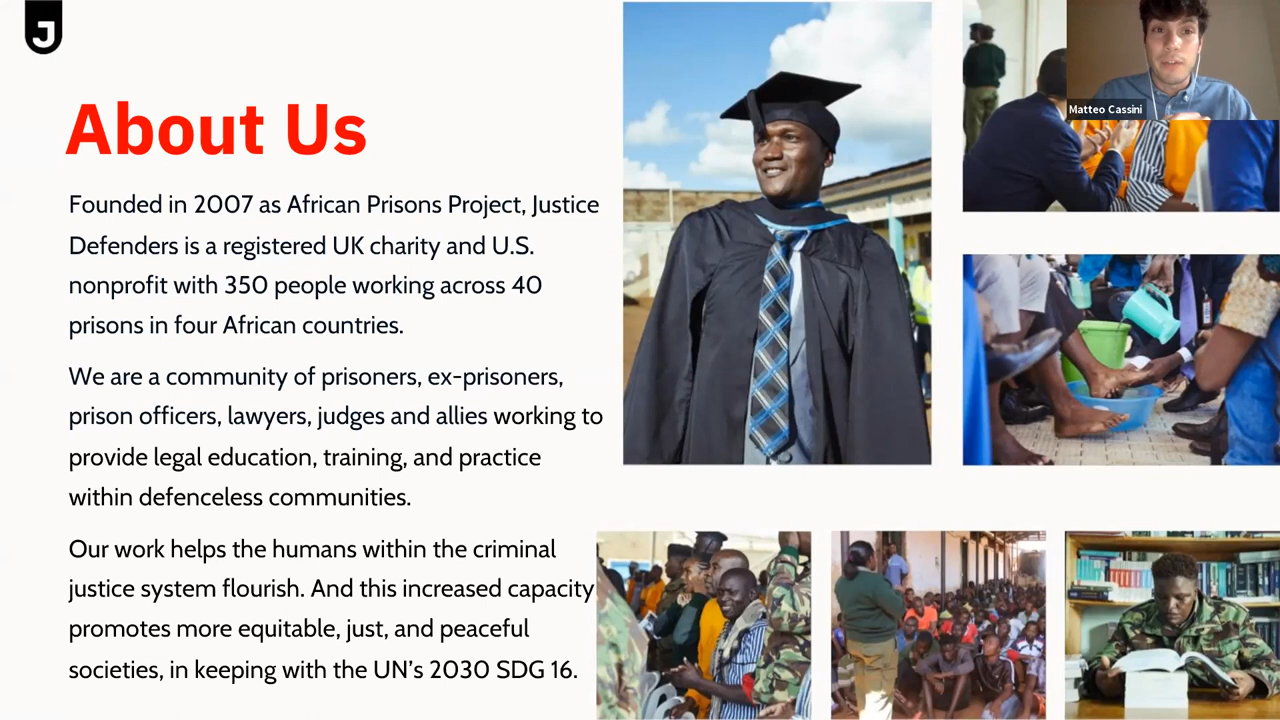 J
About Us
Founded in 2007 as African Prisons Project, Justice
Defenders is a registered UK charity and U.S.
nonprofit with 350 people working across 40
prisons in four African countries.
We are a community of prisoners, ex-prisoners,
prison officers, lawyers, judges and allies working to
provide legal education, training, and practice
within defenceless communities.
Our work helps the humans within the criminal
justice system flourish. And this increased capacity
promotes more equitable, just, and peaceful
societies, in keeping with the UN's 2030 SDG 16.
Matteo Cassini